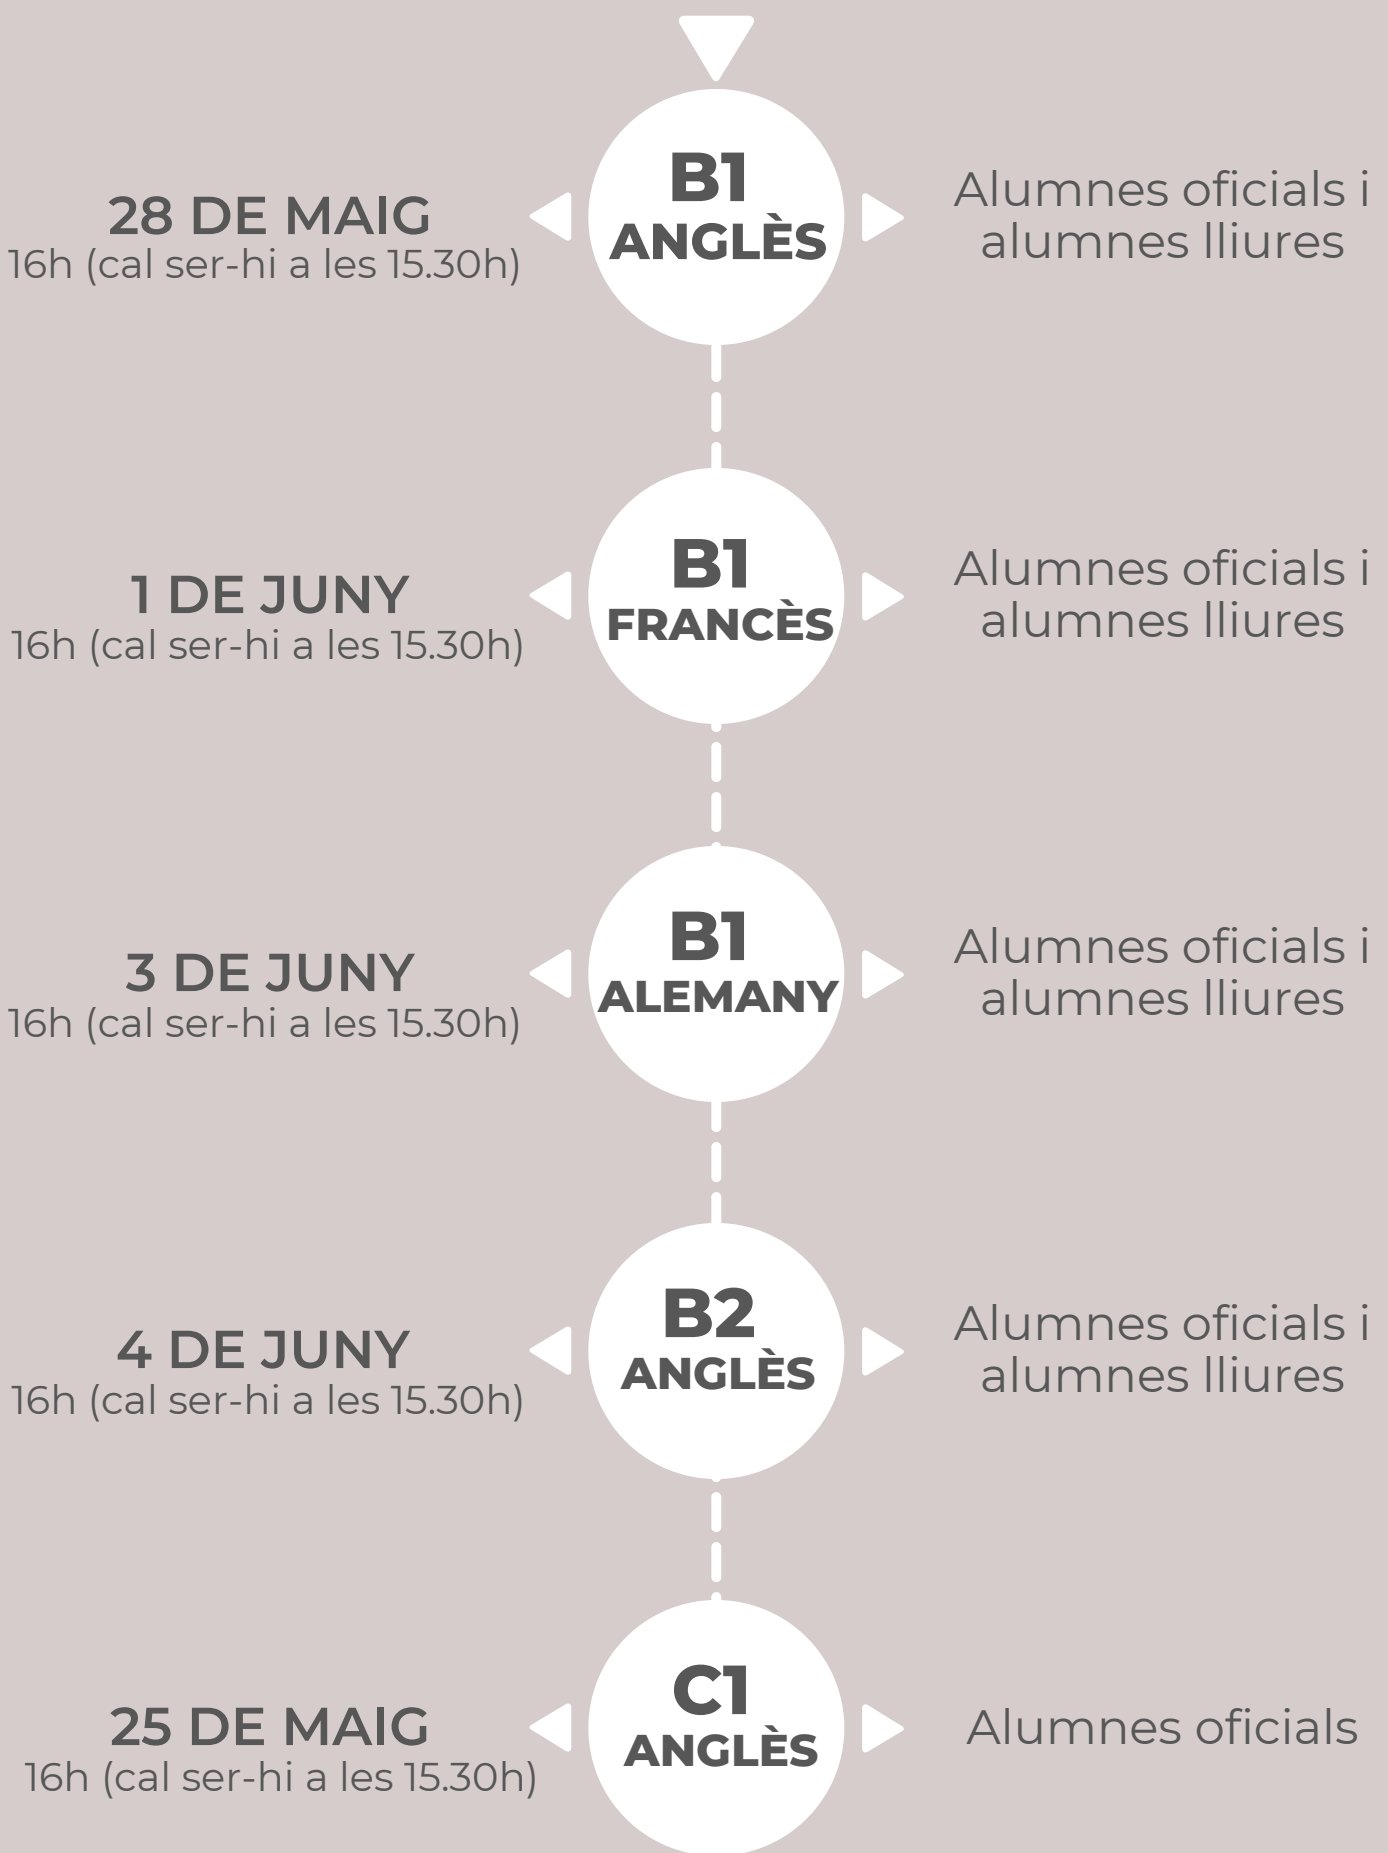 28 DE MAIG
16h (cal ser-hi a les 15.30h)
B1
ANGLÈS
Alumnes oficials i
alumnes lliures
1 DE JUNY
16h (cal ser-hi a les 15.30h)
B1
FRANCÈS
Alumnes oficials i
alumnes lliures
3 DE JUNY
16h (cal ser-hi a les 15.30h)
B1
ALEMANY
Alumnes oficials i
alumnes lliures
4 DE JUNY
16h (cal ser-hi a les 15.30h)
B2
ANGLÈS
Alumnes oficials i
alumnes lliures
25 DE MAIG
16h (cal ser-hi a les 15.30h)
C1
ANGLÈS
Alumnes oficials